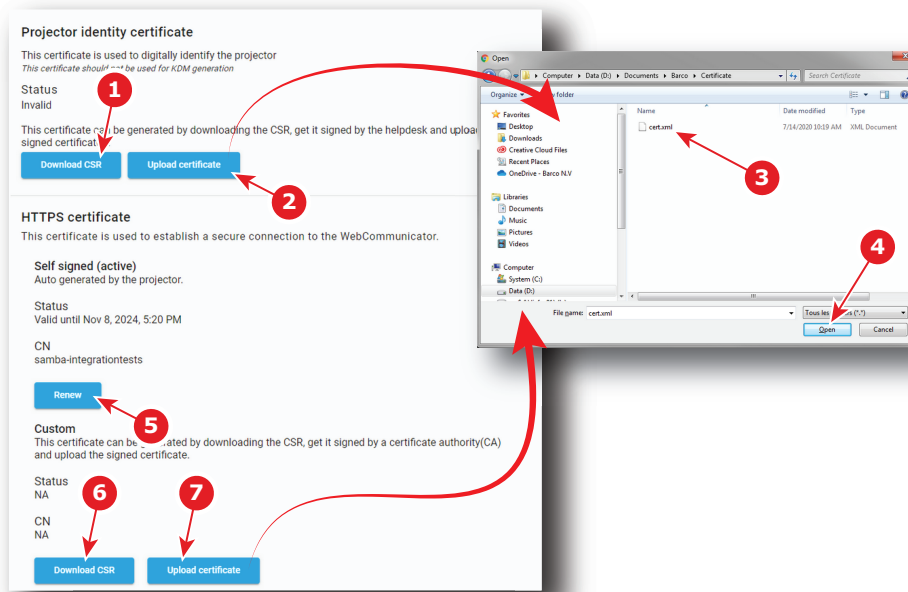 Projector identity certificate
This certificate is used to digitally identify the projector
This certificate should not be used for KDM generation
Status
1
Invalid
This certificate can be generated by downloading the CSR, get it signed by the helpdesk and
signed
Download CSR
Upload certificate
2
HTTPS certificate
This certificate is used to establish a secure connection to the WebCommunicator.
Self signed (active)
Auto generated by the projector.
Status
Valid until Nov 8, 2024, 5:20 PM
CN
samba-integrationtests
Renew
5
Custom
This certificate can be generated by downloading the CSR, get it signed by a certificate authority(CA)
and upload the signed certificate.
Status
NA
6
7
CN
NA
Download CSR
Upload certificate
Open
Computer Data (D:) Documents Barco Certificate
Search Certificate
Organize
folder
Favorites
Desktop
Downloads
Creative Cloud Files
Recent Places
OneDrive - Barco N.V
Libraries
Documents
Music
Pictures
Videos
Computer
System (C:)
Data (D:)
Name
Date modified
Type
cert.xml
7/14/2020 10:19 AM
XML Document
3
4
File name: cert.xml
Tous les (*.*)
Open
Cancel